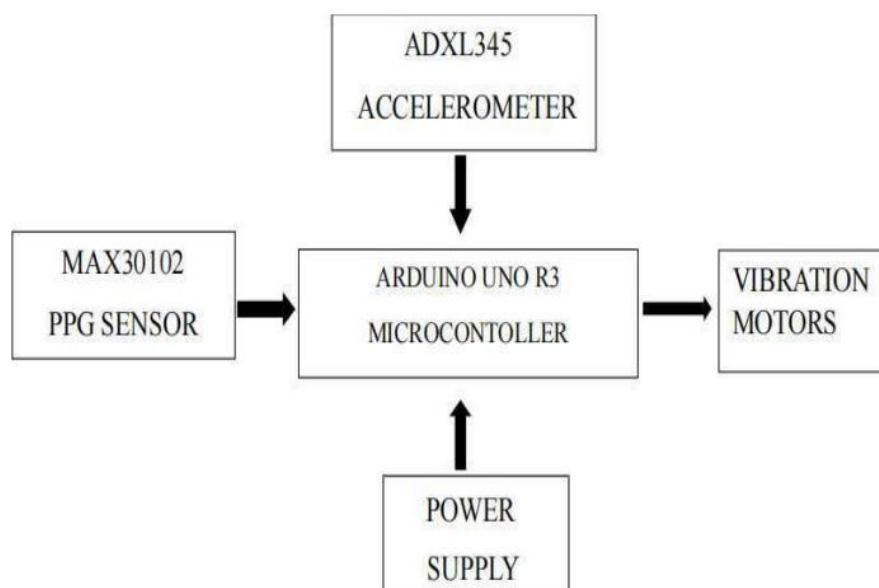 ADXL345
ACCELEROMETER
MAX30102
PPG SENSOR
ARDUINO UNO R3
MICROCONTOLLER
VIBRATION
MOTORS
POWER
SUPPLY